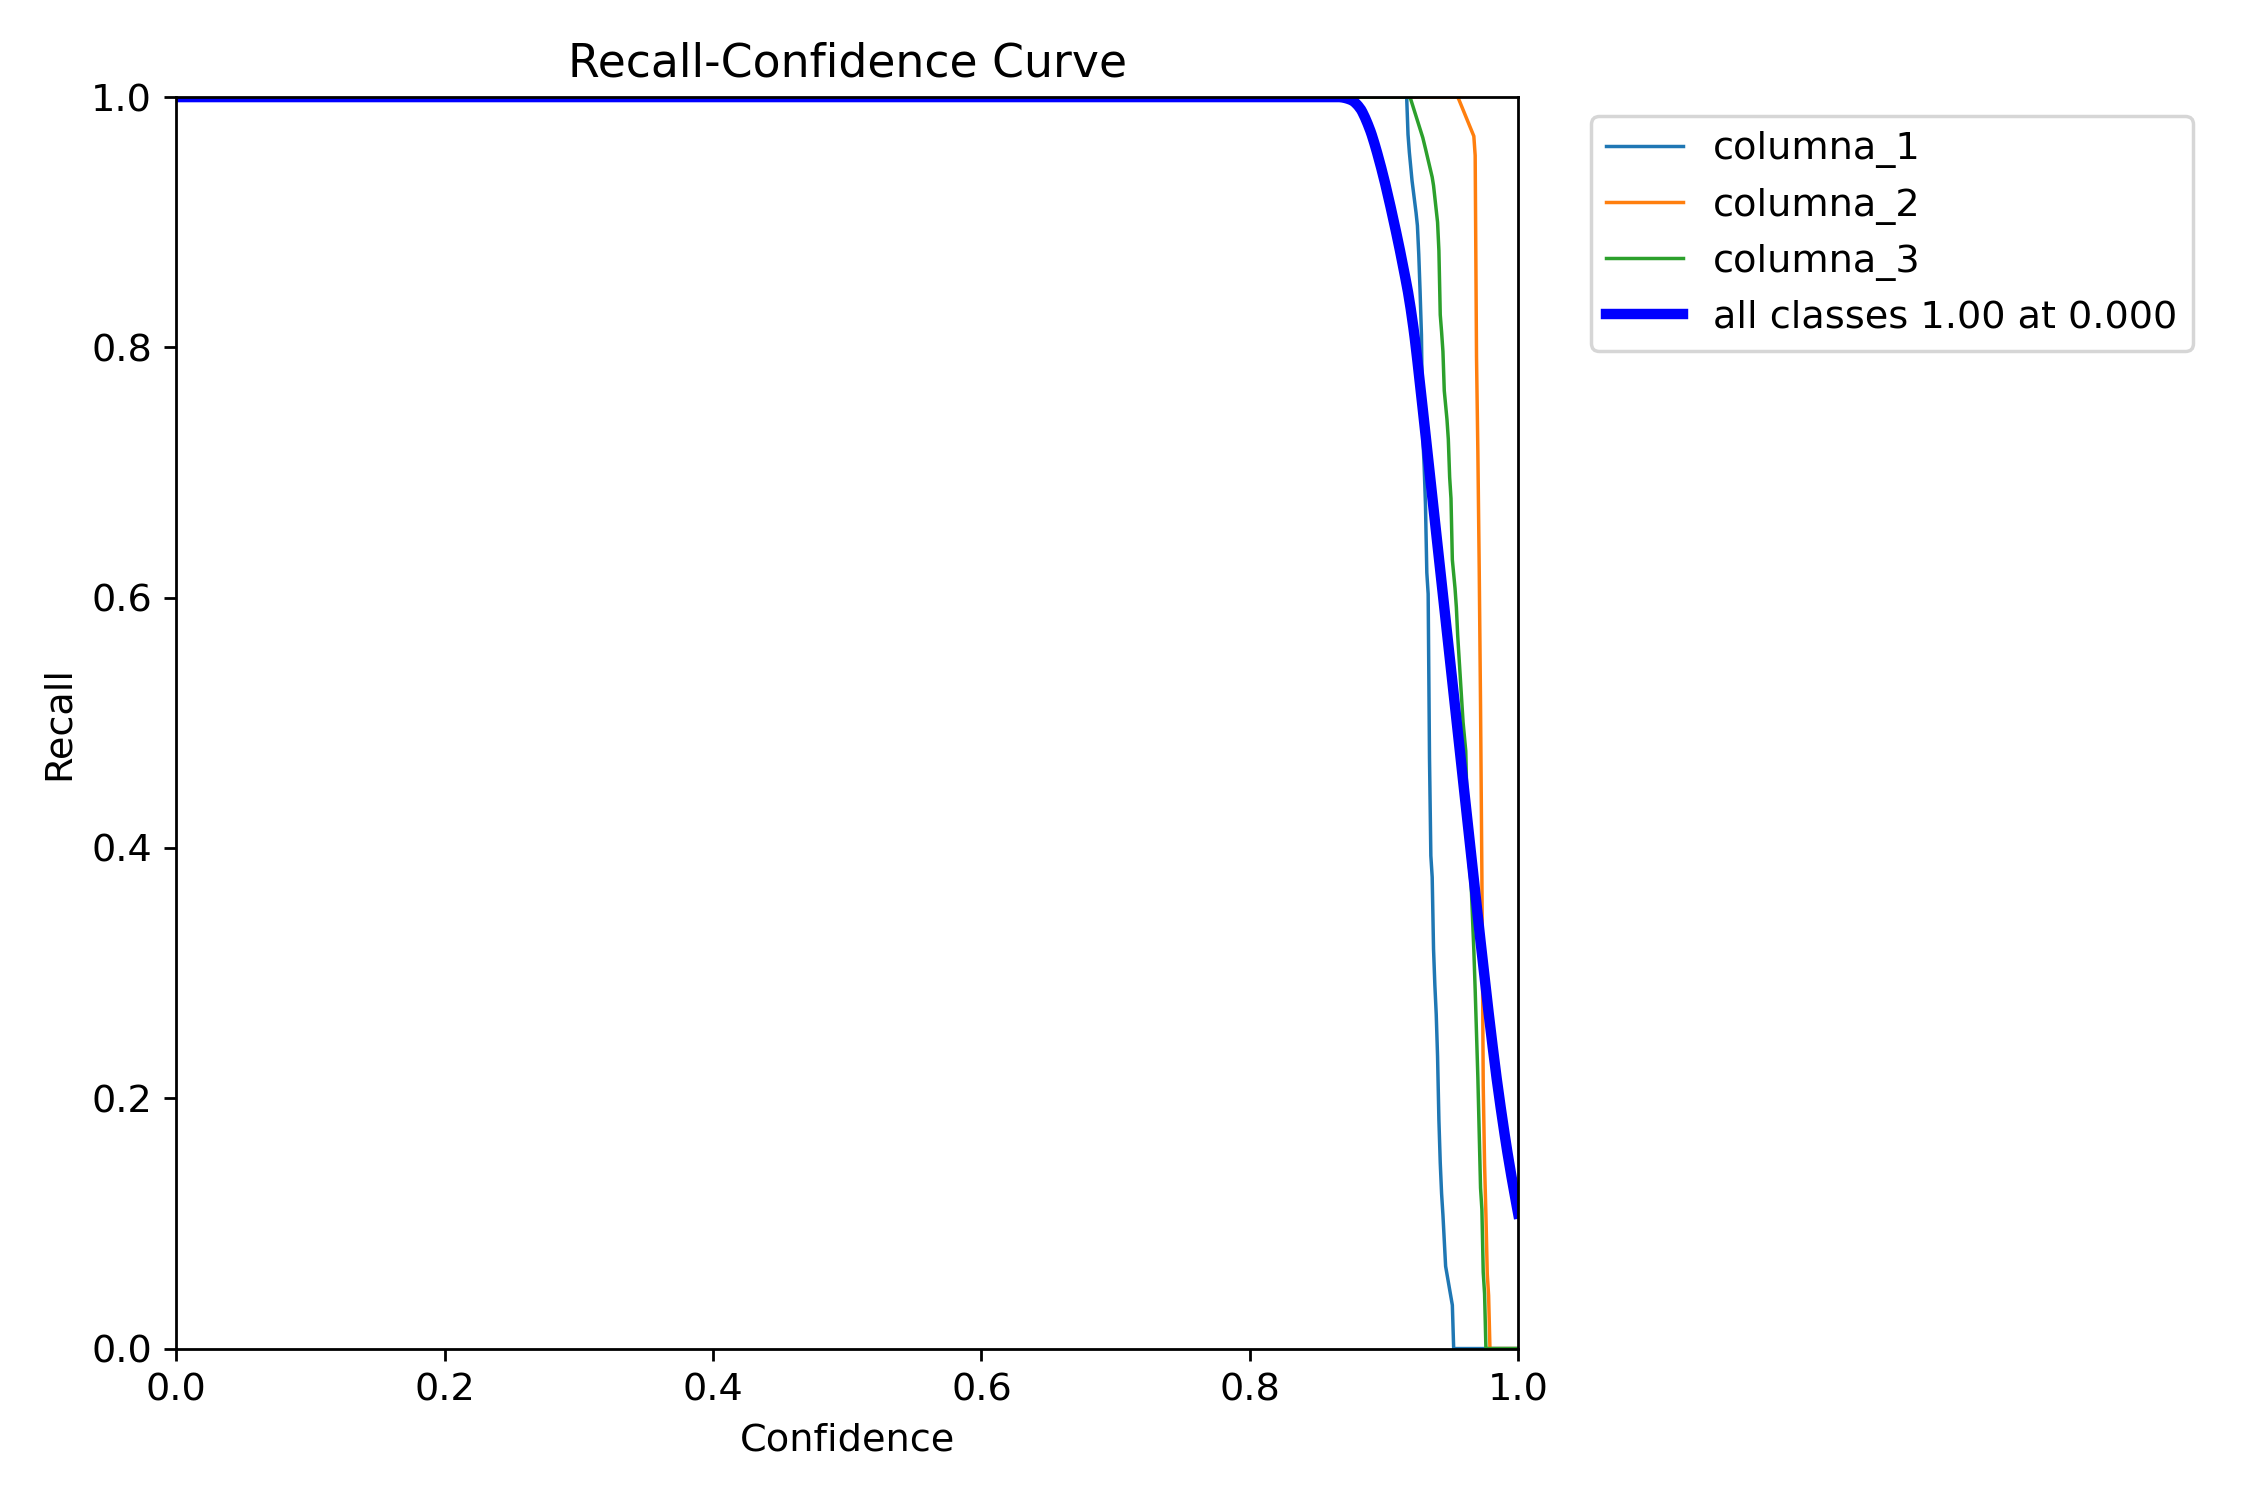 Recall-Confidence Curve
1.0
0.8
0.6
0.4
0.2
0.0
Recall
0.0 0.2 0.4 0.6 0.8 1.0
Confidence
columna_1
columna_2
columna_3
all classes 1.00 at 0.000